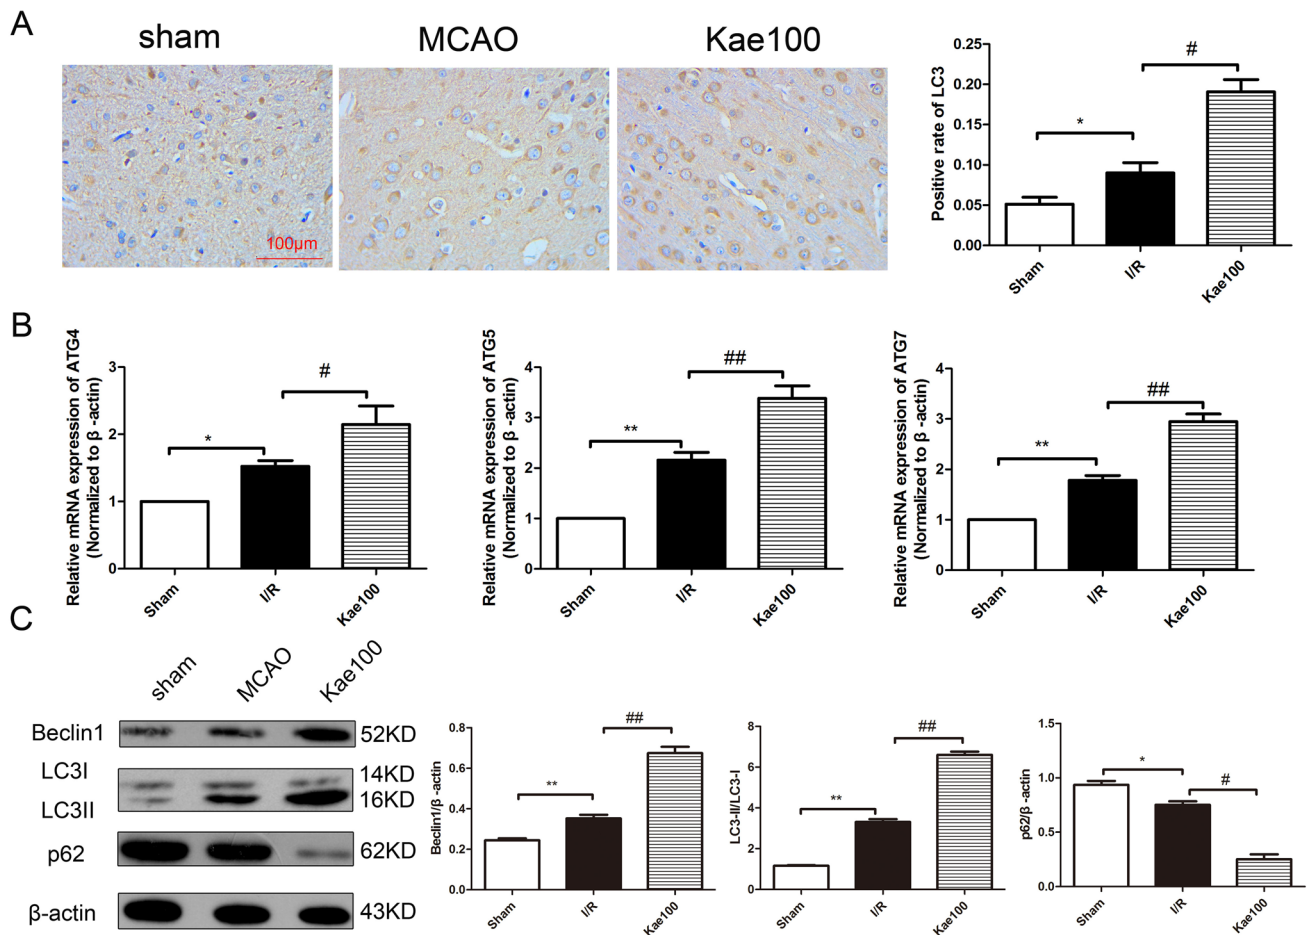 A
sham
MCAO
Kae100
100μm
Positive rate of LC3
0.25
0.20
0.15
0.10
0.05
0.00
*
#
Sham
I/R
Kae100
B
Relative mRNA expression of ATG4
(Normalized to β -actin)
3
2
1
0
*
#
Sham
I/R
Kae100
Relative mRNA expression of ATG5
(Normalized to β -actin)
4
3
2
1
0
**
##
Sham
I/R
Kae100
Relative mRNA expression of ATG7
(Normalized to β -actin)
4
3
2
1
0
**
##
Sham
I/R
Kae100
C
sham
MCAO
Kae100
Beclin1
52KD
LC3I
14KD
LC3II
16KD
p62
62KD
β-actin
43KD
Beclin1/β-actin
0.8
0.6
0.4
0.2
0.0
**
##
Sham
I/R
Kae100
LC3-II/LC3-I
8
6
4
2
0
**
##
Sham
I/R
Kae100
p62/β -actin
1.5
1.0
0.5
0.0
*
#
Sham
I/R
Kae100